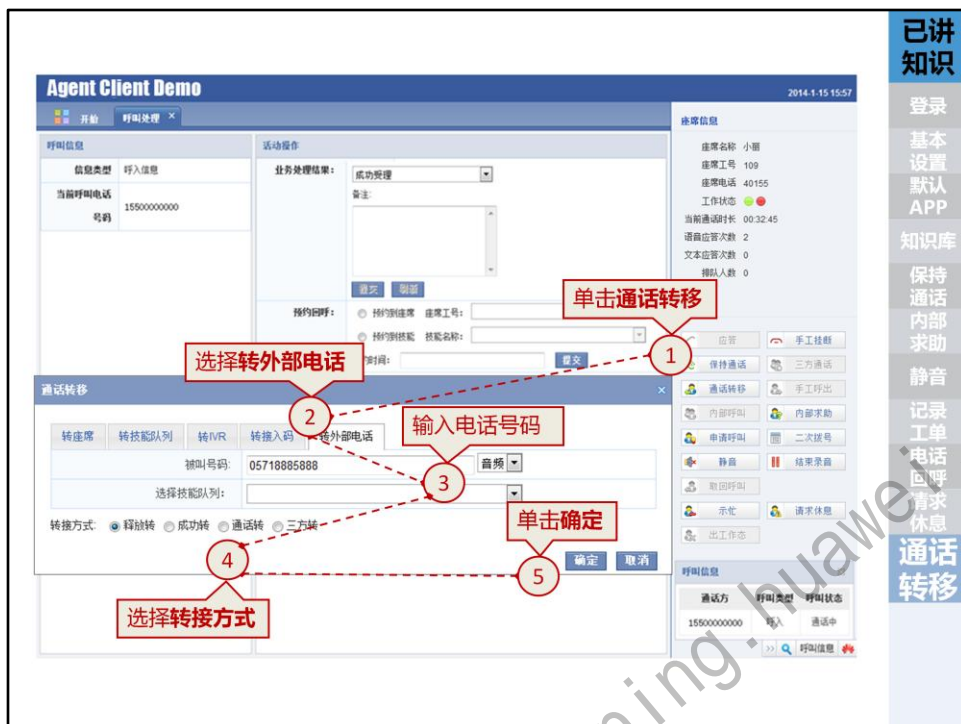 Agent Client Demo
2014-1-15 15:57
开始
呼叫处理 ×
呼叫信息
信息类型 呼入信息
当前呼叫电话号码 15500000000
活动操作
业务处理结果： 成功受理
备注:
提交
刷新
预约回呼：
预约到座席 座席工号：
预约到技能 技能名称：
时间：
提交
座席信息
座席名称 小丽
座席工号 109
座席电话 40155
工作状态
当前通话时长 00:32:45
语音应答次数 2
文本应答次数 0
排队人数 0
应答 手工挂断
保持通话 三方通话
通话转移 手工呼出
内部呼叫 内部求助
申请呼叫 二次拨号
静音 结束录音
取回呼叫
示忙 请求休息
出工作态
呼叫信息
通话方 呼叫类型 呼叫状态
15500000000 呼入 通话中
>> 呼叫信息
通话转移 ×
转座席 转技能队列 转IVR 转接入码 转外部电话
被叫号码: 05718885888 音频
选择技能队列:
转接方式: 释放转 成功转 通话转 三方转
确定 取消
单击通话转移
1
选择转外部电话
2
输入电话号码
3
4
选择转接方式
单击确定
5
已讲
知识
登录
基本
设置
默认
APP
知识库
保持
通话
内部
求助
静音
记录
工单
电话
回呼
请求
休息
通话
转移
ning.huawei